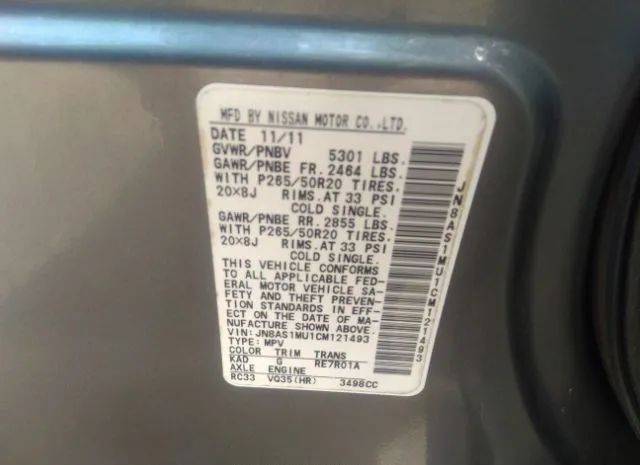 MFD BY NISSAN MOTOR CO.,LTD.
DATE 11/11
GVWR/PNBV 5301 LBS.
GAWR/PNBE FR. 2464 LBS.
WITH P265/50R20 TIRES.
20X8J RIMS.AT 33 PSI
COLD SINGLE.
GAWR/PNBE RR. 2855 LBS.
WITH P265/50R20 TIRES.
20X8J RIMS.AT 33 PSI
COLD SINGLE.
THIS VEHICLE CONFORMS
TO ALL APPLICABLE FED-
ERAL MOTOR VEHICLE SA-
FETY AND THEFT PREVEN-
TION STANDARDS IN EFF-
ECT ON THE DATE OF MA-
NUFACTURE SHOWN ABOVE.
VIN: JN8AS1MU1CM121493
TYPE: MPV
COLOR TRIM TRANS
KAD G RE7R01A
AXLE ENGINE
RC33 VQ35(HR) 3498CC
JN8AS1MU1CM121493